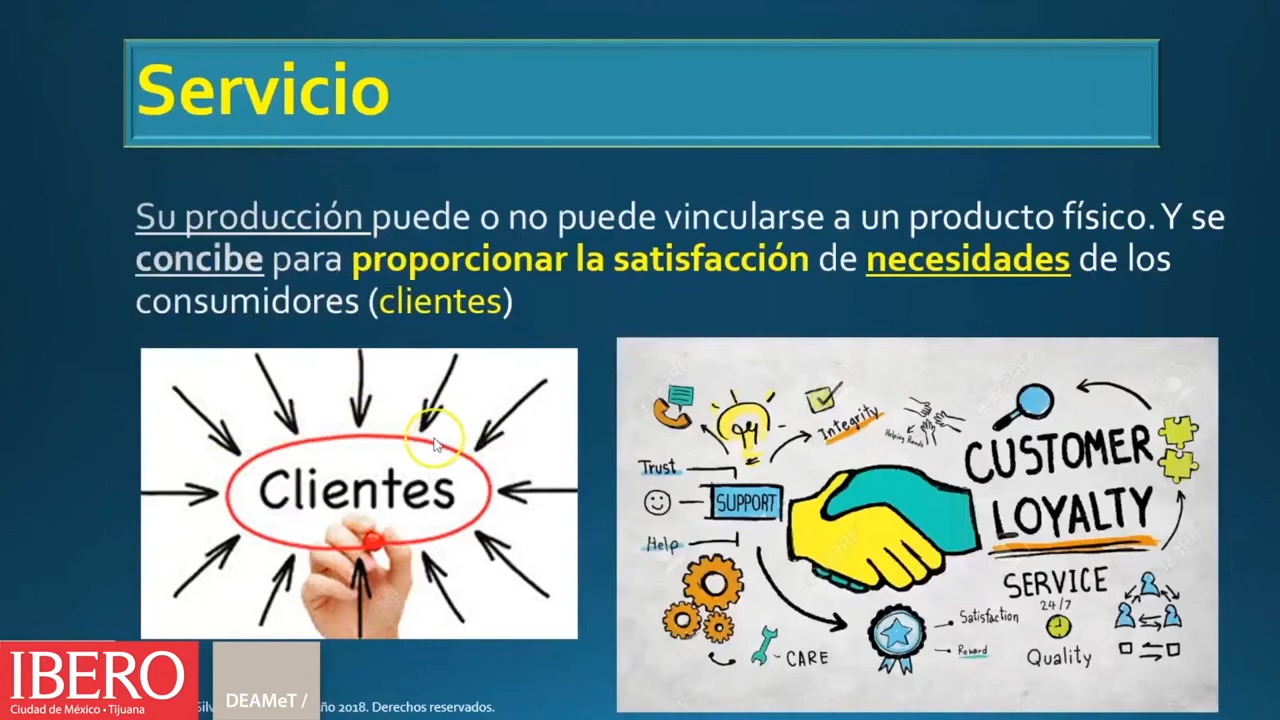 Servicio
Su producción puede o no puede vincularse a un producto físico. Y se
concibe para proporcionar la satisfacción de necesidades de los
consumidores (clientes)
Clientes
Integrity
Helping Hands
CUSTOMER
LOYALTY
Trust
SUPPORT
Help
SERVICE
24/7
Satisfaction
Reward
Quality
CARE
IBERO
Ciudad de México • Tijuana
DEAMeT /
2018. Derechos reservados.